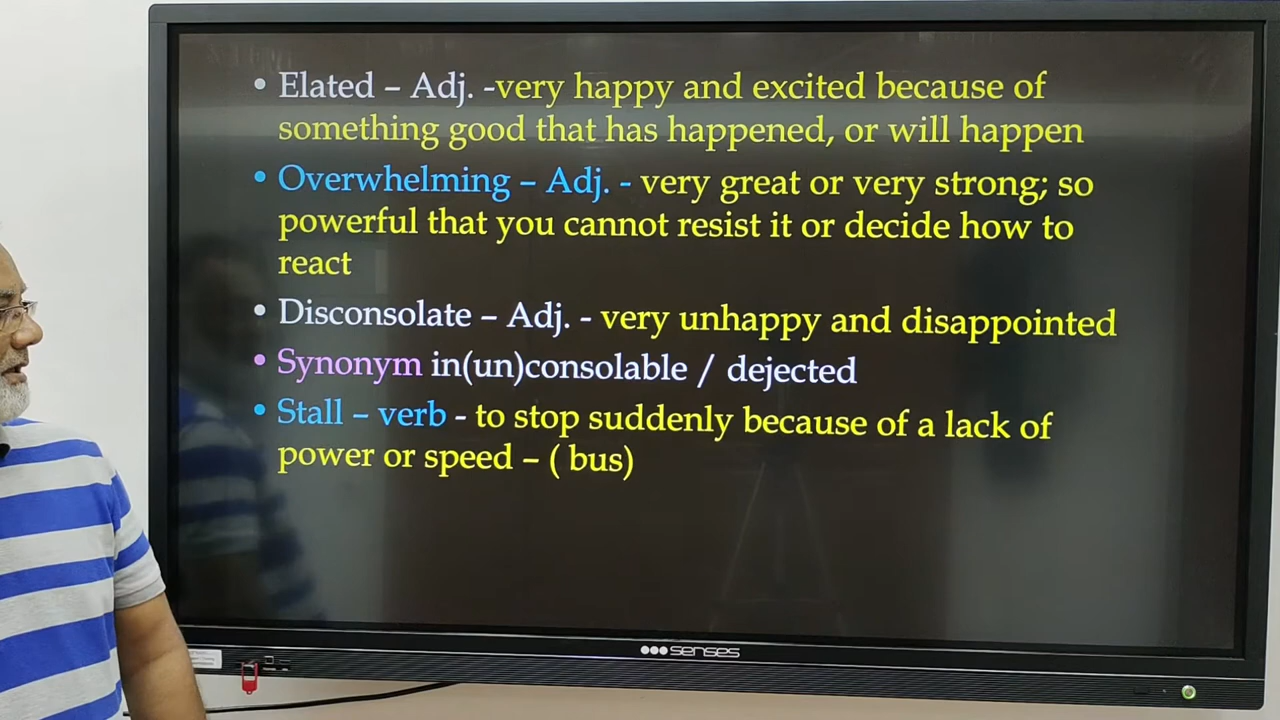 • Elated – Adj. -very happy and excited because of
something good that has happened, or will happen
• Overwhelming – Adj. - very great or very strong; so
powerful that you cannot resist it or decide how to
react
• Disconsolate – Adj. - very unhappy and disappointed
• Synonym in(un)consolable / dejected
• Stall – verb - to stop suddenly because of a lack of
power or speed – ( bus)
senses